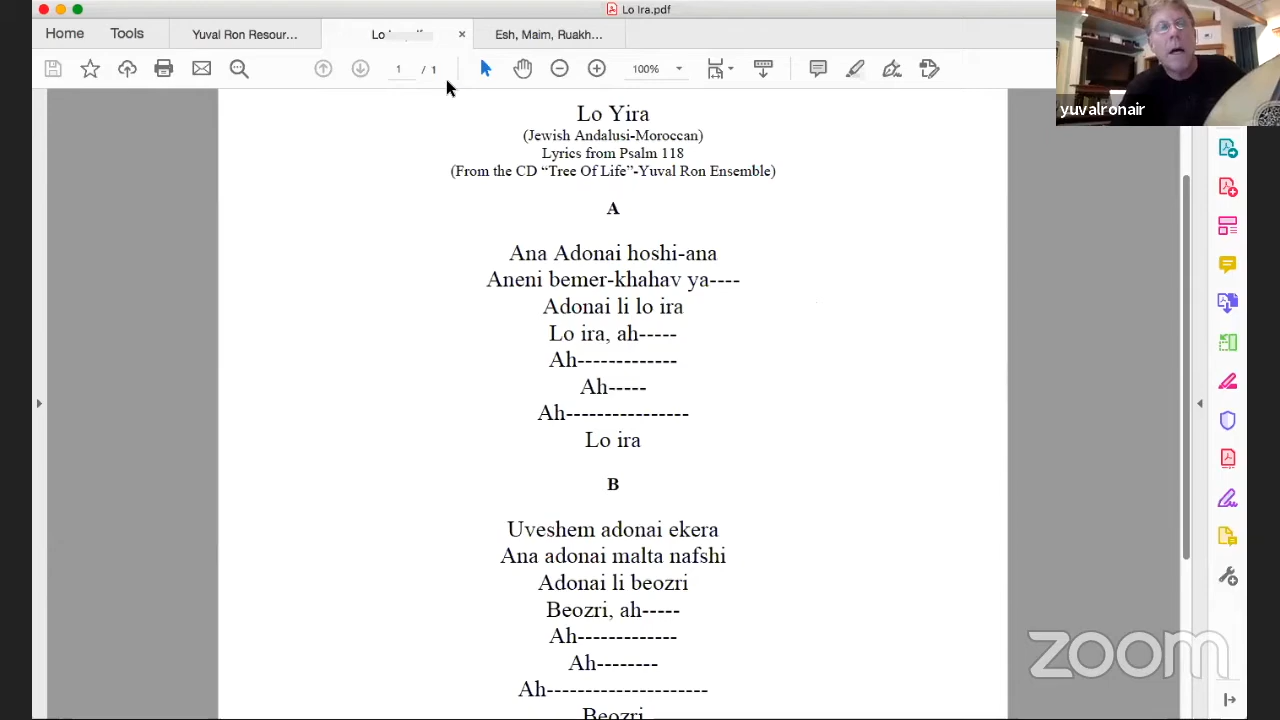 Lo Ira.pdf
Home
Tools
Yuval Ron Resour...
Esh, Maim, Ruakh...
1 / 1
100%
yuvalronair
Lo Yira
(Jewish Andalusi-Moroccan)
Lyrics from Psalm 118
(From the CD “Tree Of Life”-Yuval Ron Ensemble)
A
Ana Adonai hoshi-ana
Aneni bemer-khahav ya----
Adonai li lo ira
Lo ira, ah-----
Ah-------------
Ah-----
Ah----------------
Lo ira
B
Uveshem adonai ekera
Ana adonai malta nafshi
Adonai li beozri
Beozri, ah-----
Ah-------------
Ah--------
Ah---------------------
Beozri
zoom